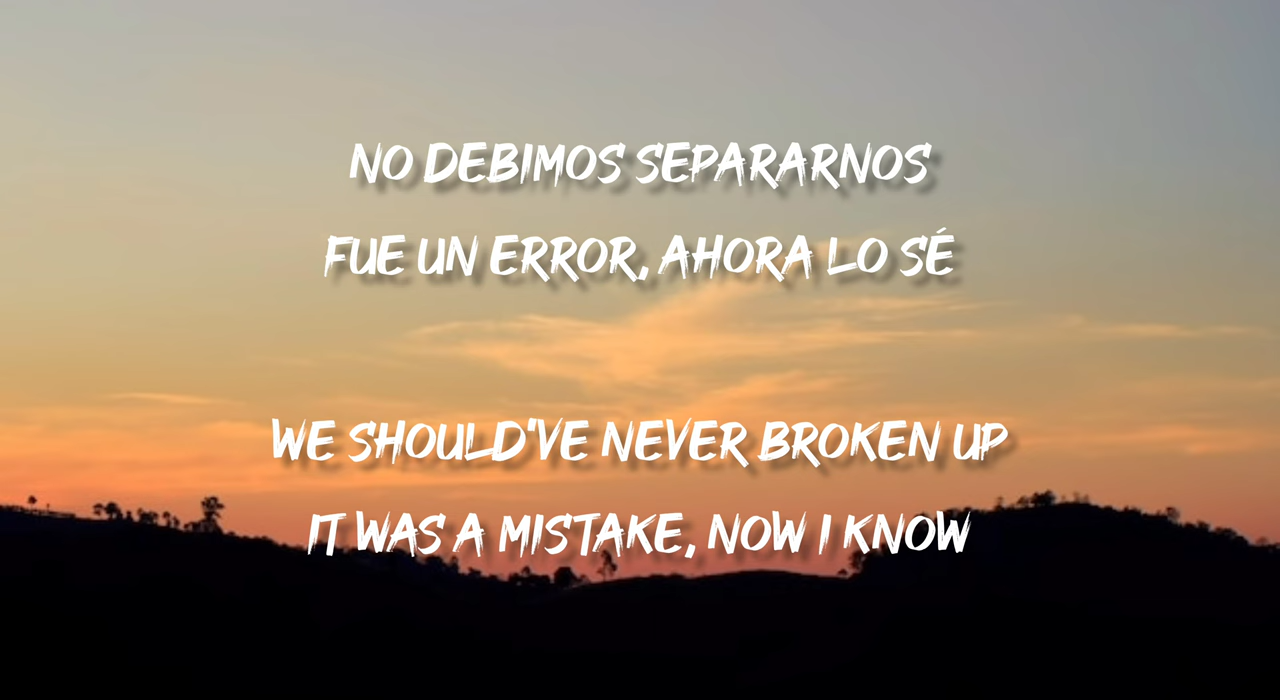 NO DEBIMOS SEPARARNOS
FUE UN ERROR, AHORA LO SÉ
WE SHOULD'VE NEVER BROKEN UP
IT WAS A MISTAKE, NOW I KNOW